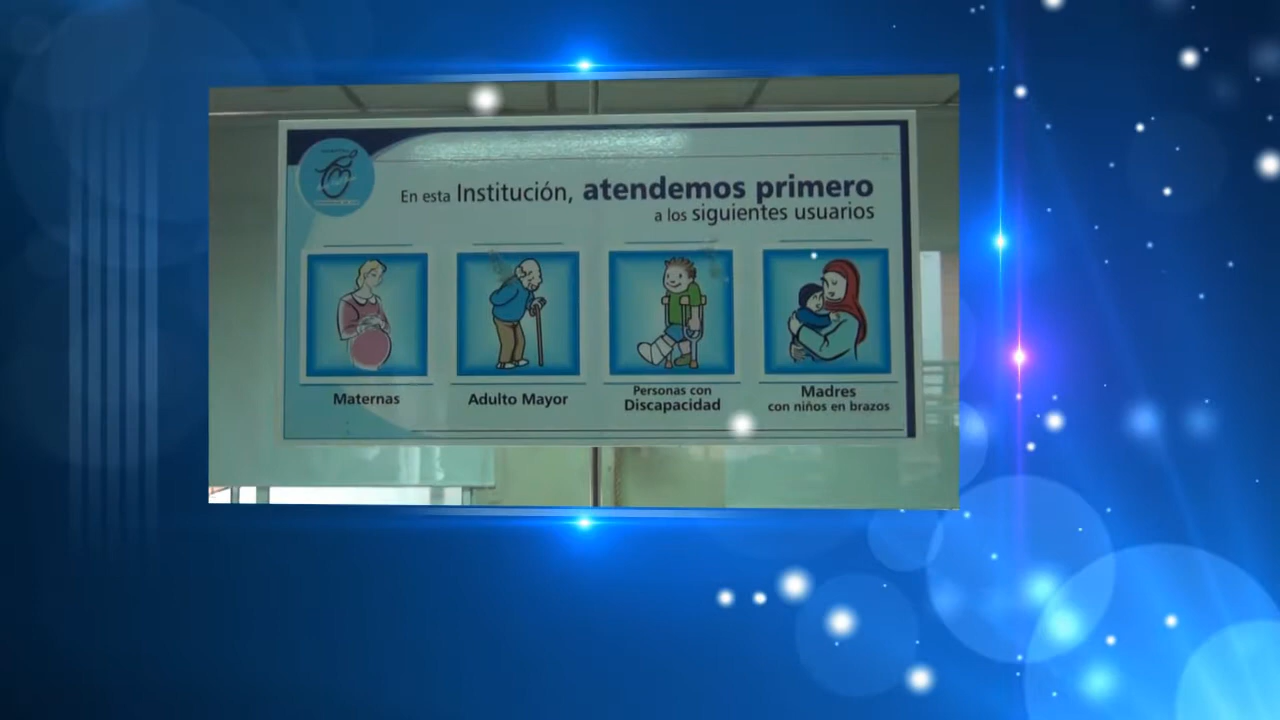 En esta Institución, atendemos primero
a los siguientes usuarios
Maternas
Adulto Mayor
Personas con
Discapacidad
Madres
con niños en brazos